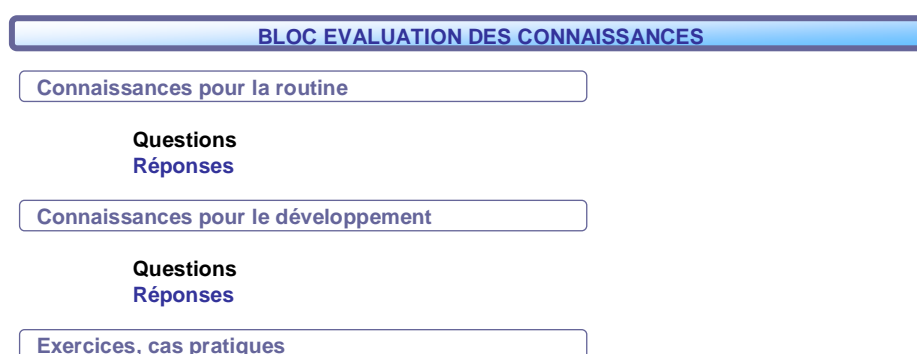 BLOC EVALUATION DES CONNAISSANCES
Connaissances pour la routine
Questions
Réponses
Connaissances pour le développement
Questions
Réponses
Exercices, cas pratiques